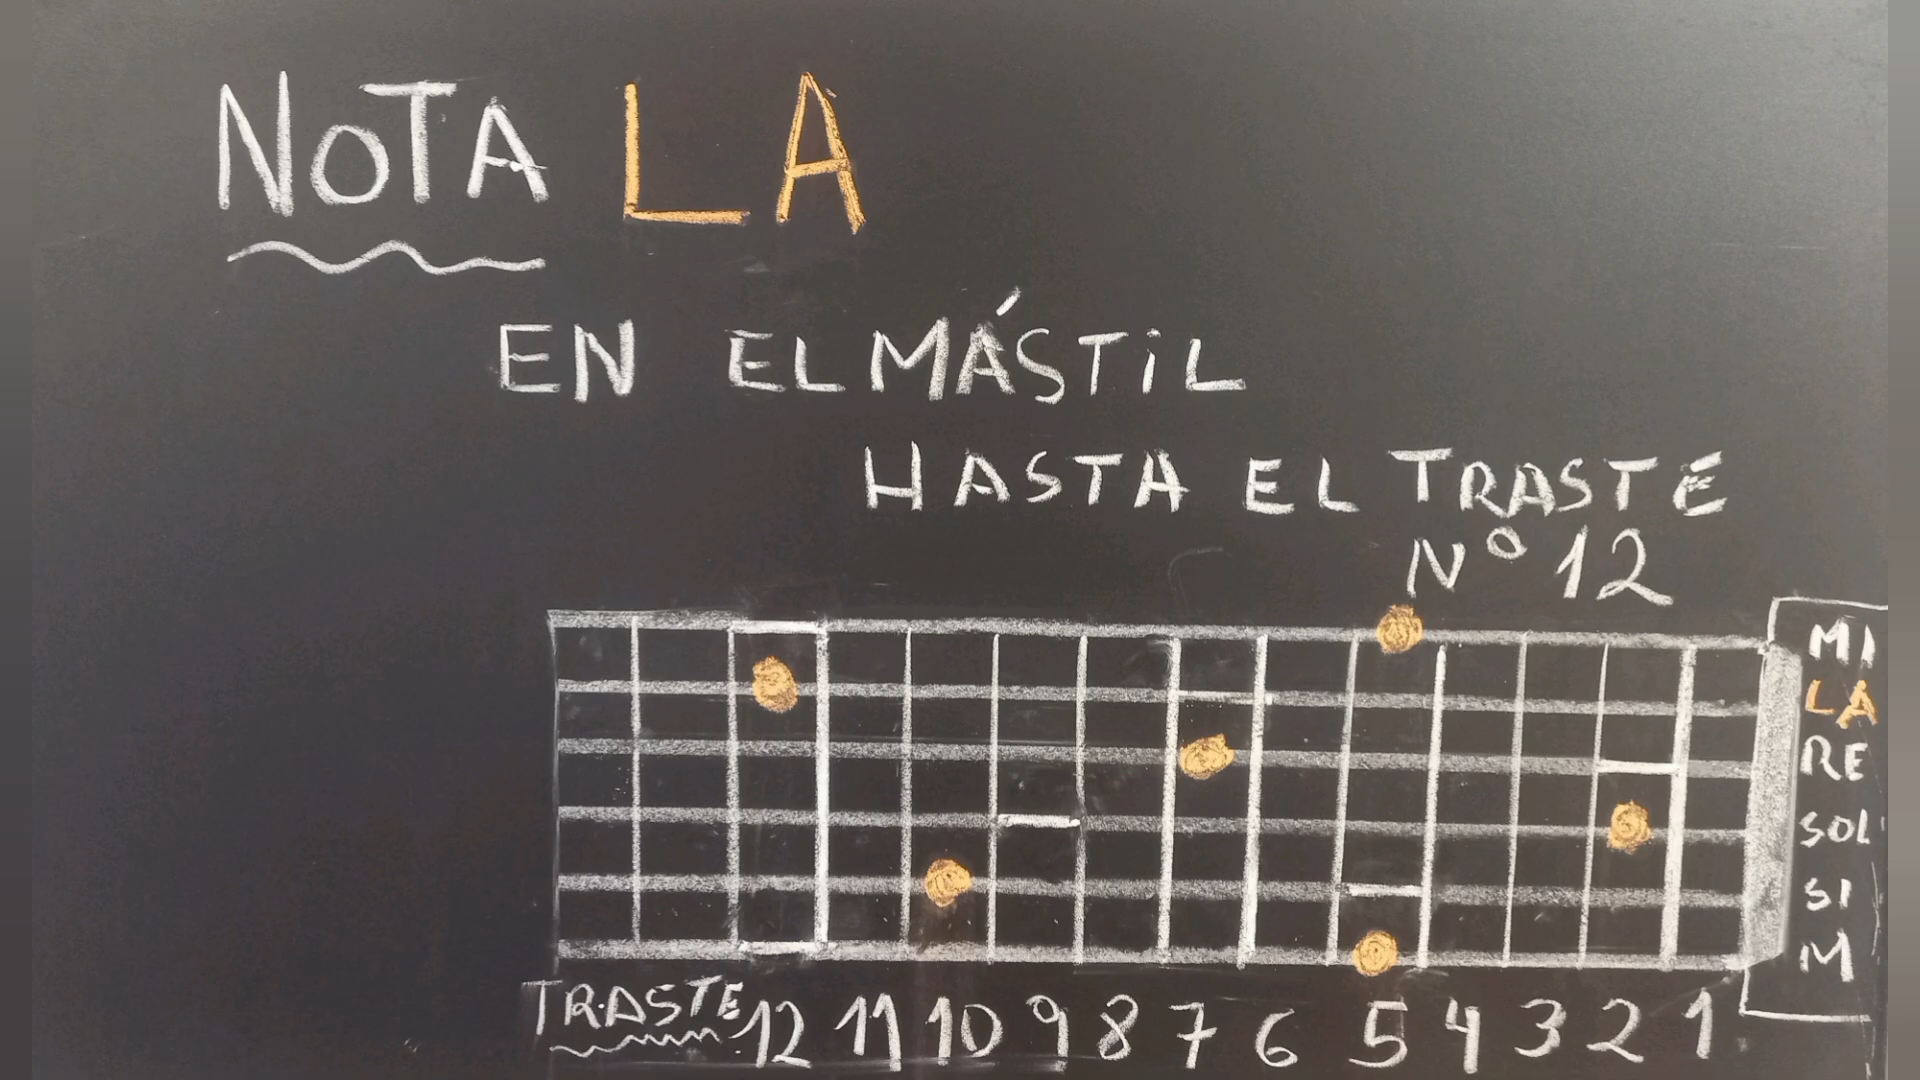 NOTA LA
EN EL MÁSTIL
HASTA EL TRASTE
Nº 12
MI
LA
RE
SOL
SI
M
TRASTE 12 11 10 9 8 7 6 5 4 3 2 1